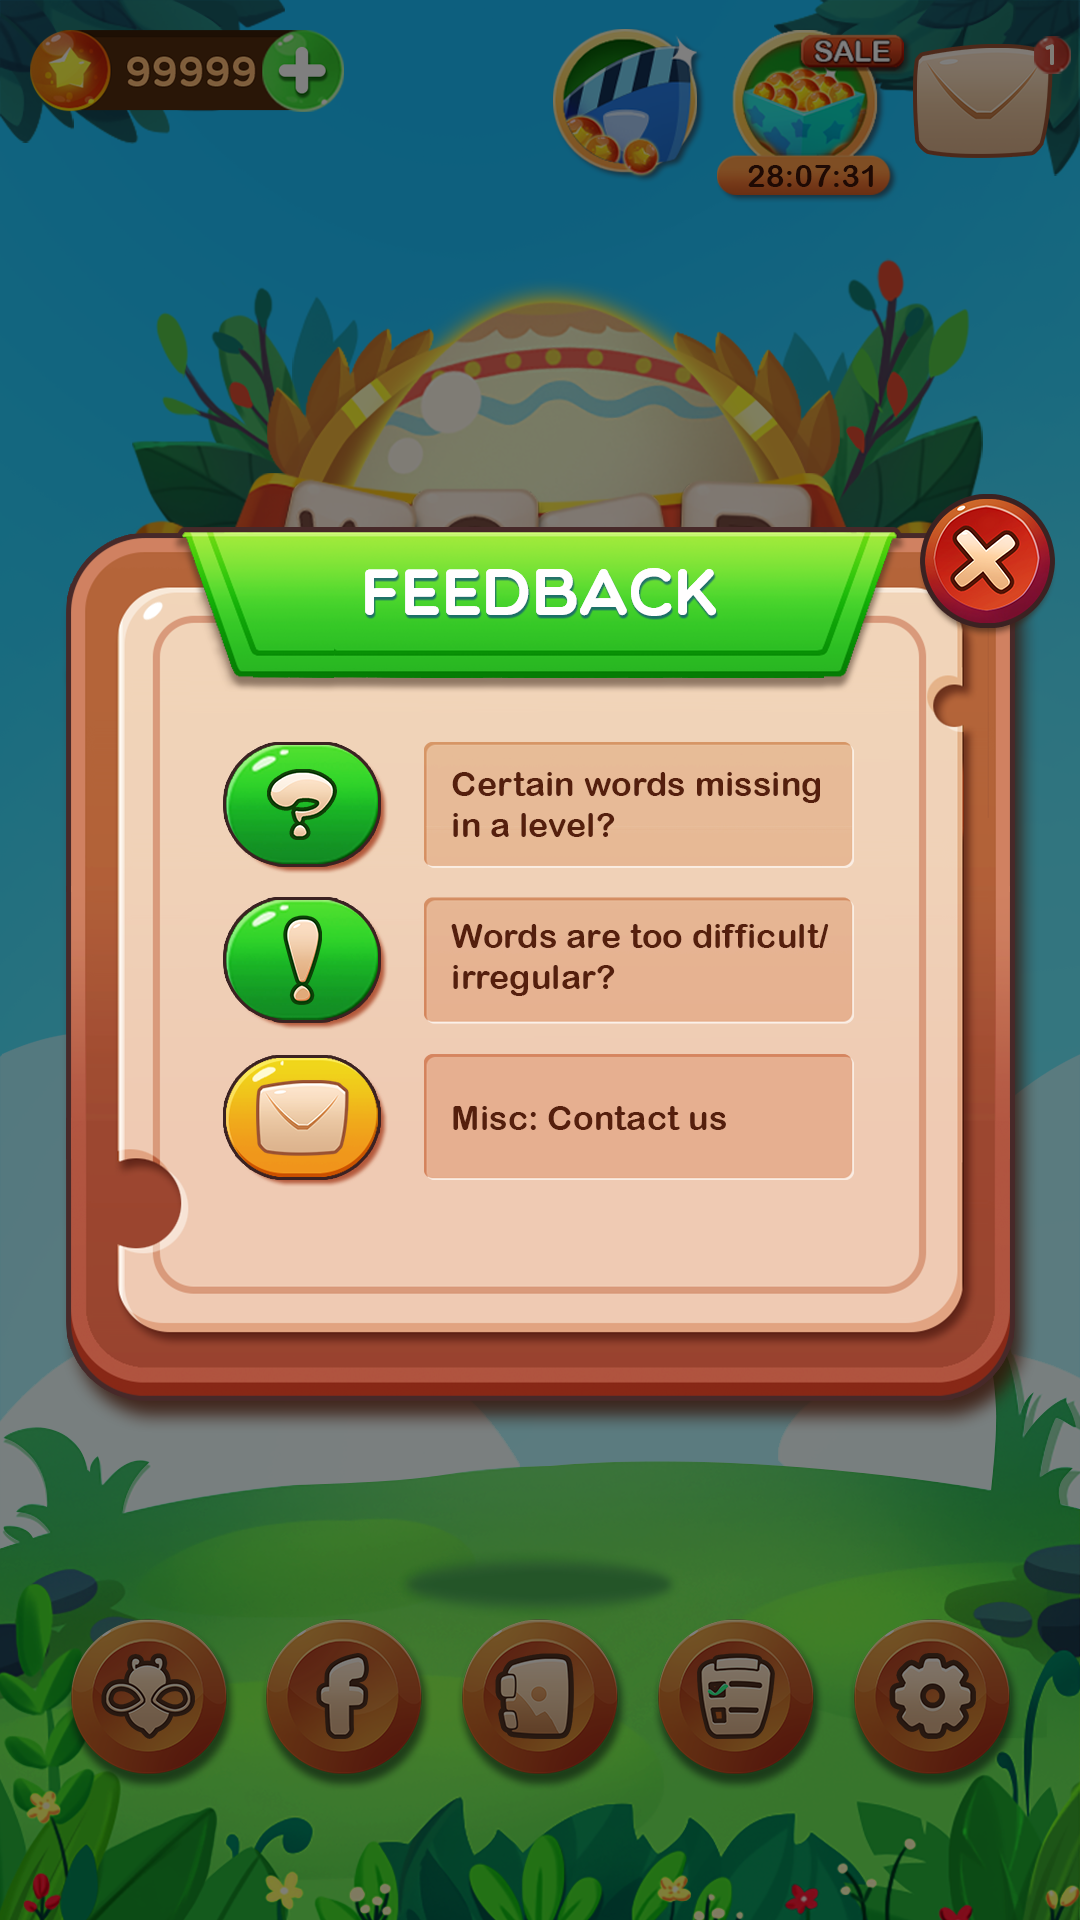 99999
SALE
1
28:07:31
FEEDBACK
Certain words missing
in a level?
Words are too difficult/
irregular?
Misc: Contact us